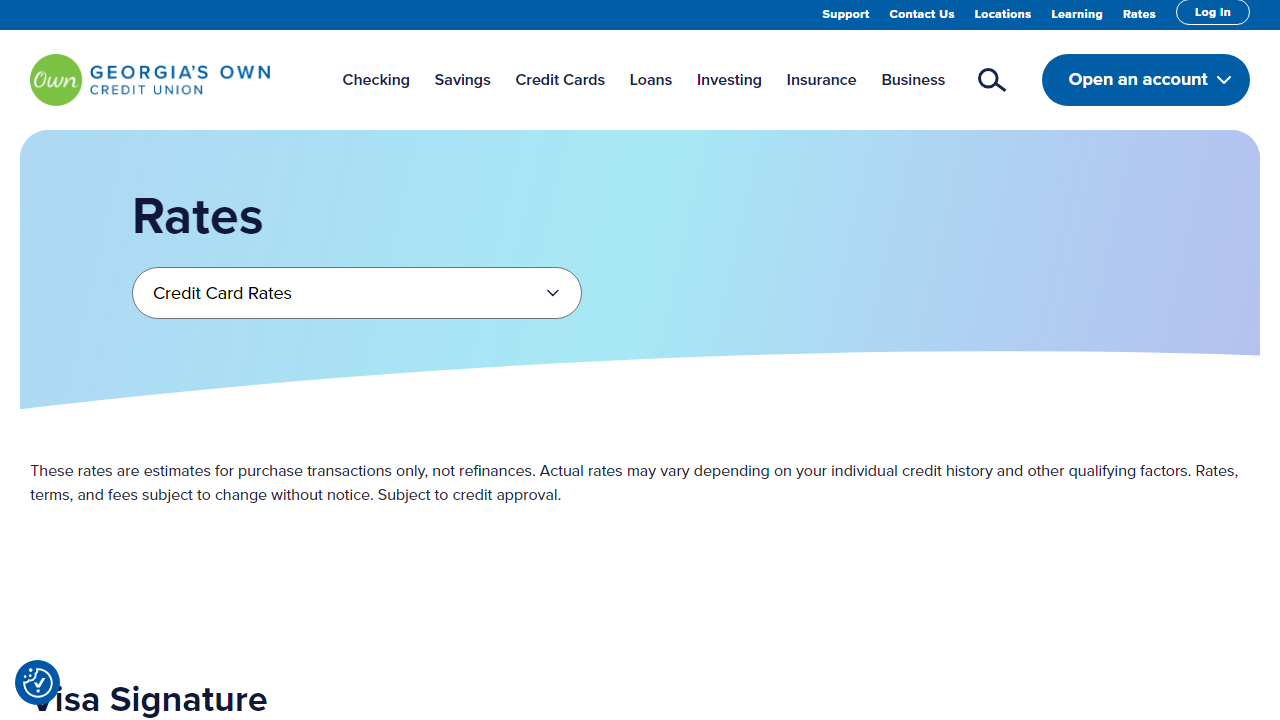 Support Contact Us Locations Learning Rates Log In
Own GEORGIA'S OWN
CREDIT UNION
Checking Savings Credit Cards Loans Investing Insurance Business Open an account
Rates
Credit Card Rates
These rates are estimates for purchase transactions only, not refinances. Actual rates may vary depending on your individual credit history and other qualifying factors. Rates,
terms, and fees subject to change without notice. Subject to credit approval.
Visa Signature